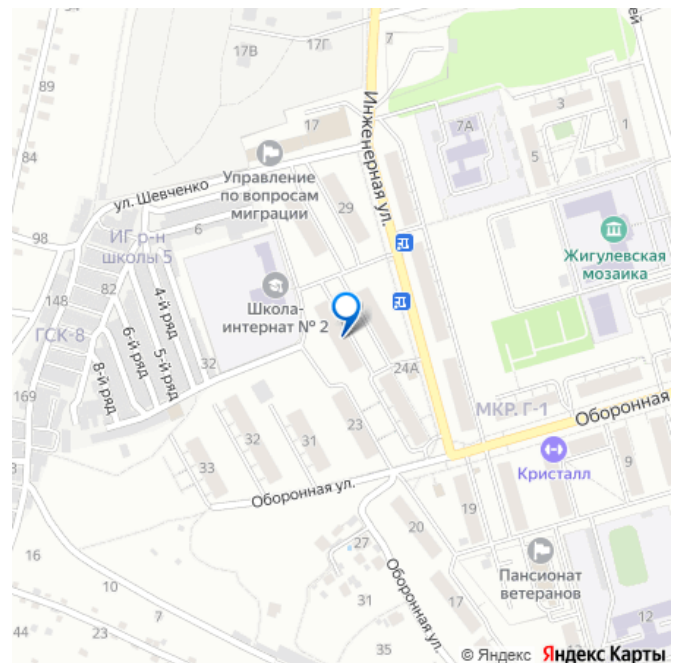 17В
17Г
7
ей
89
3
17
7А
1
84
5
Управление
по вопросам
миграции
Инженерная ул.
ул. Шевченко
29
6
98
ИГ р-н
школы 5
Жигулевская
мозаика
82
148
4-й ряд
Школа-
интернат № 2
ГСК-8
6-й ряд
5-й ряд
8-й ряд
32
24А
169
МКР. Г-1
Оборонная
23
32
31
33
Кристалл
9
3
Оборонная ул.
19
20
16
27
Пансионат
ветеранов
10
31
17
12
7
Оборонная ул.
44
23
35
© Яндекс Яндекс Карты